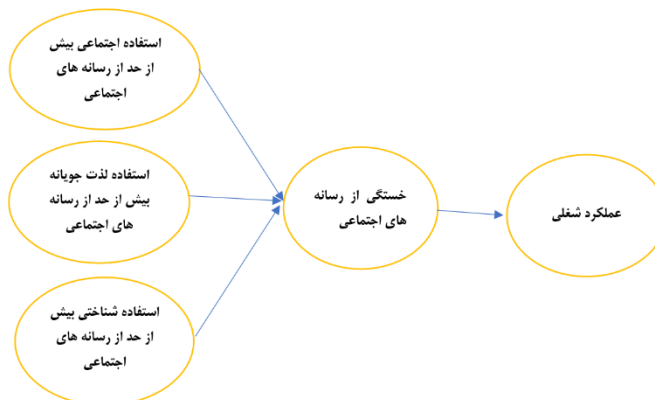 استفاده اجتماعی بیش
از حد از رسانه های
اجتماعی
استفاده لذت جویانه
بیش از حد از رسانه
های اجتماعی
استفاده شناختی بیش
از حد از رسانه های
اجتماعی
خستگی از رسانه
های اجتماعی
عملکرد شغلی